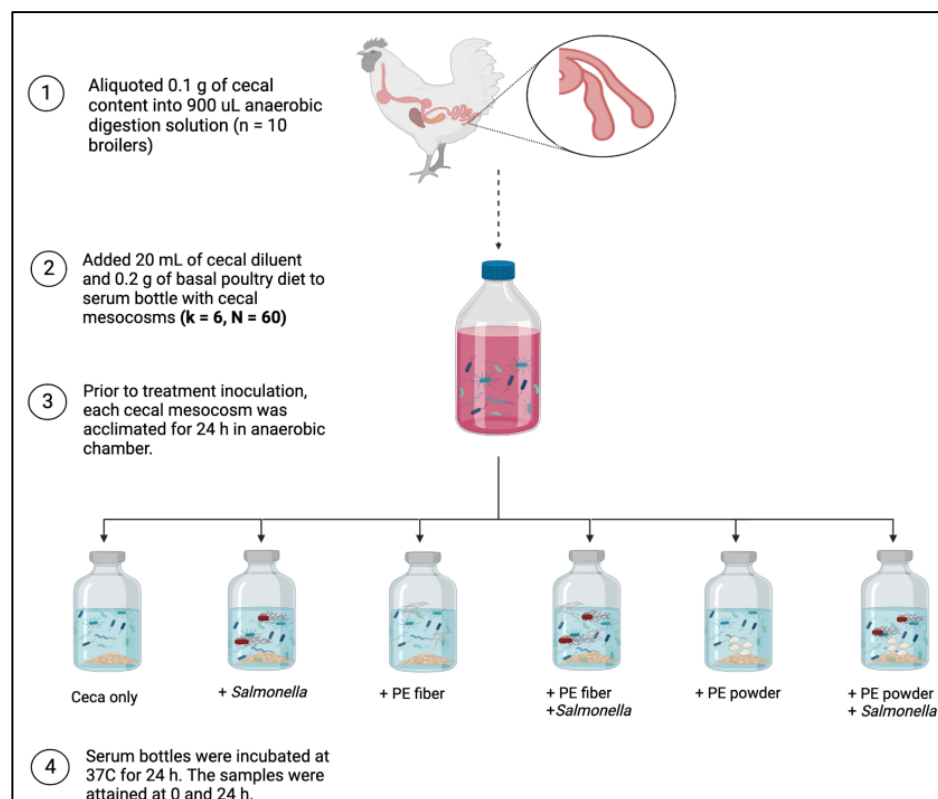 1
Aliquoted 0.1 g of cecal
content into 900 uL anaerobic
digestion solution (n = 10
broilers)
2
Added 20 mL of cecal diluent
and 0.2 g of basal poultry diet to
serum bottle with cecal
mesocosms (k = 6, N = 60)
3
Prior to treatment inoculation,
each cecal mesocosm was
acclimated for 24 h in anaerobic
chamber.
Ceca only
+ Salmonella
+ PE fiber
+ PE fiber
+Salmonella
+ PE powder
+ PE powder
+ Salmonella
4
Serum bottles were incubated at
37C for 24 h. The samples were
attained at 0 and 24 h.